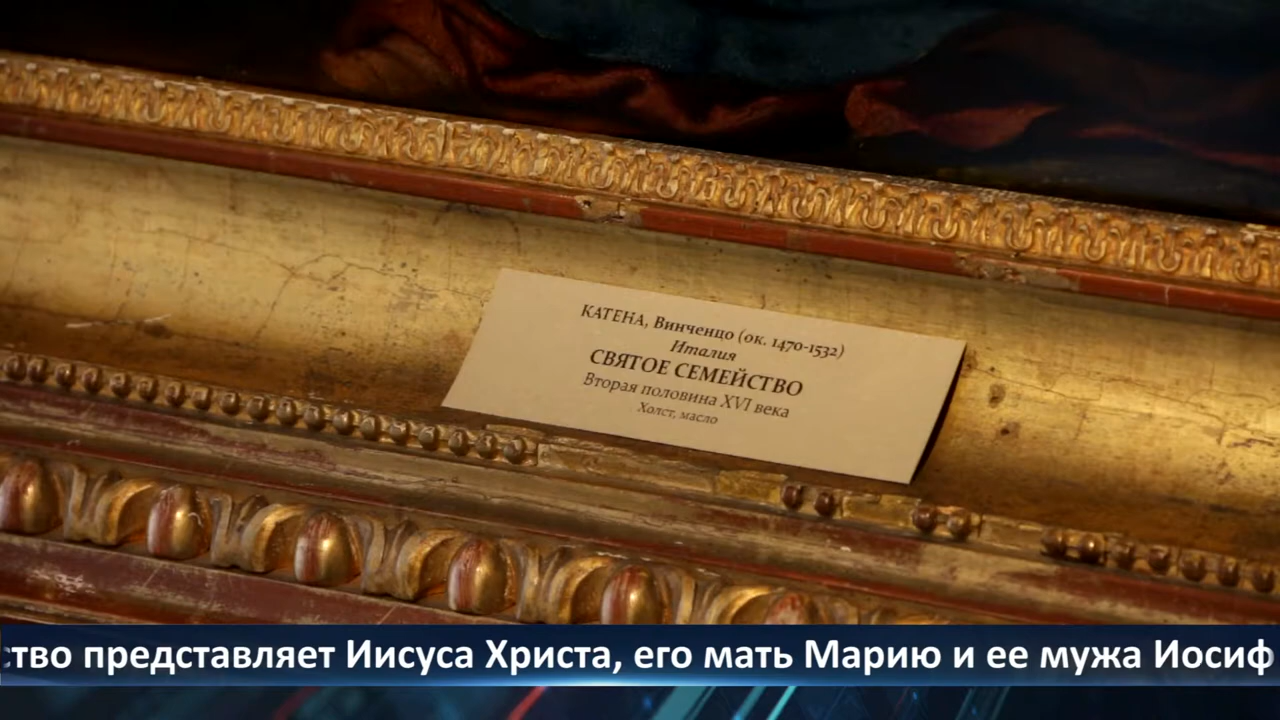 КАТЕНА, Винченцо (ок. 1470-1532)
Италия
СВЯТОЕ СЕМЕЙСТВО
Вторая половина XVI века
Холст, масло
тво представляет Иисуса Христа, его мать Марию и ее мужа Иосиф